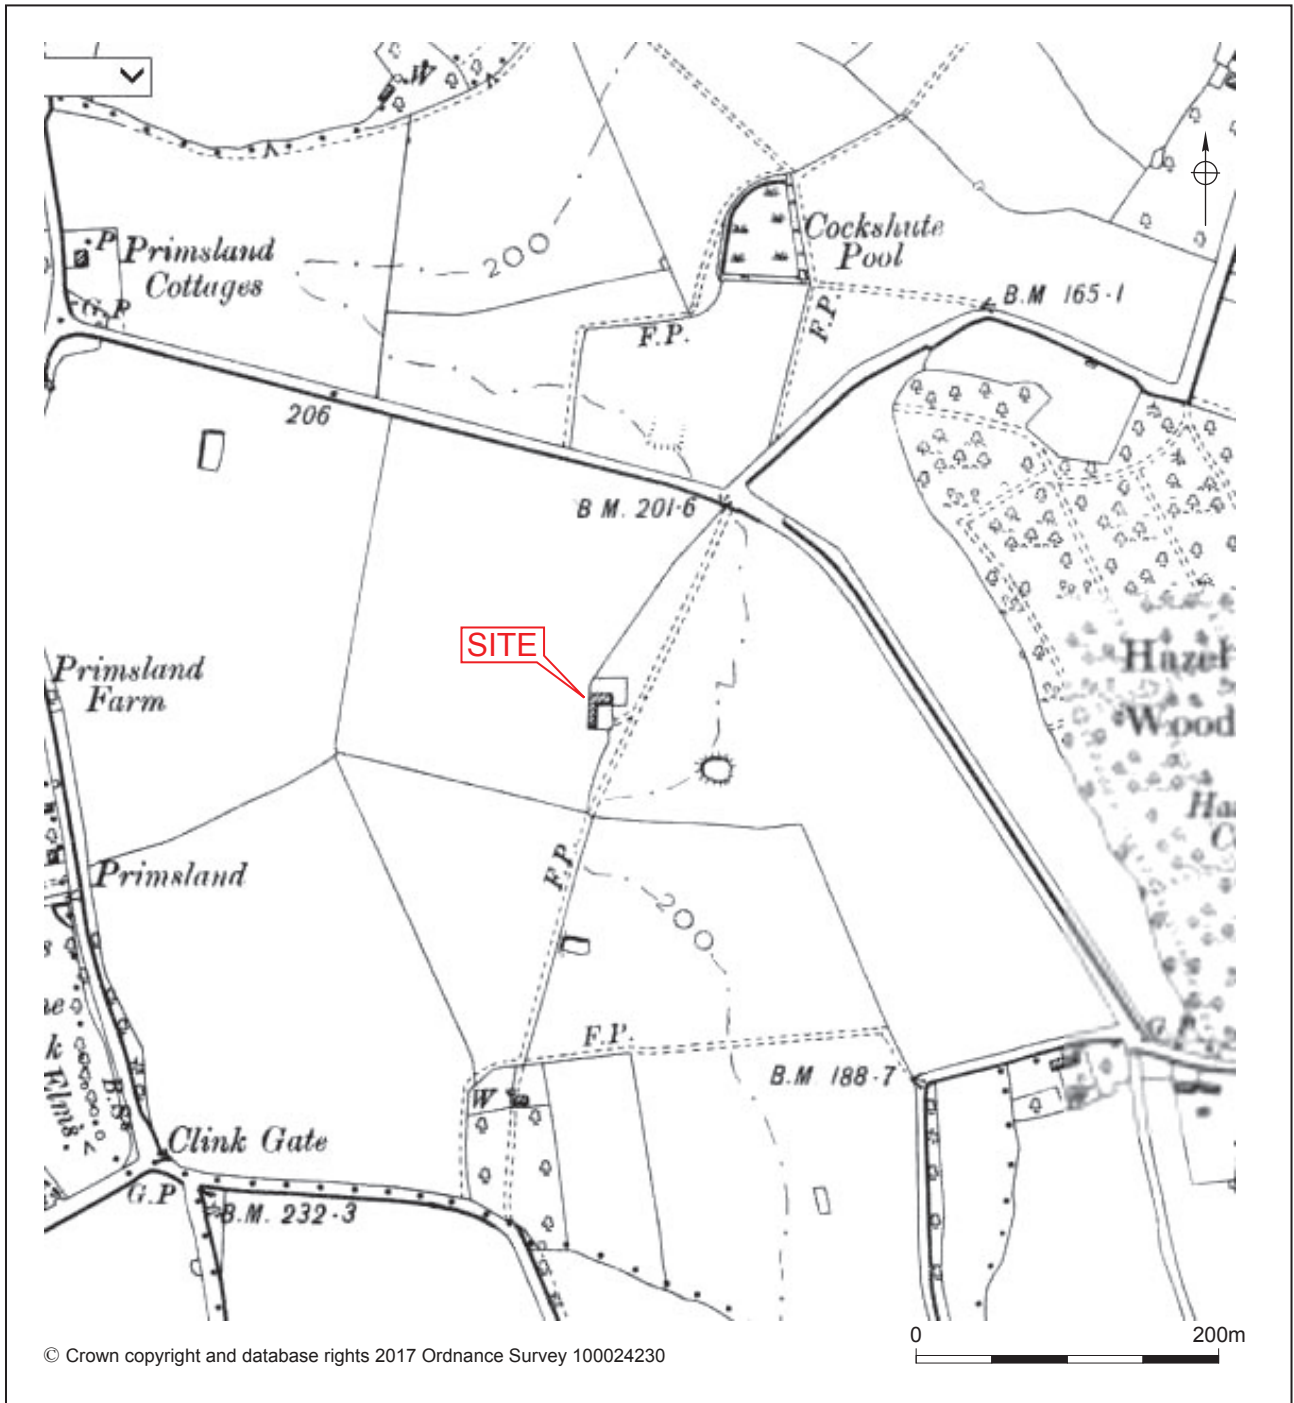 W
P
Primsland
Cottages
G.P
200
Cockshute
Pool
B.M 165·1
F.P.
F.P.
206
B M. 201·6
SITE
Primsland
Farm
Hazel
Wood
Primsland
F.P.
200
F.P.
G.P
B.M. 188·7
W
k
Elms.
B.S
Clink Gate
G.P
B.M. 232·3
0
200m
© Crown copyright and database rights 2017 Ordnance Survey 100024230